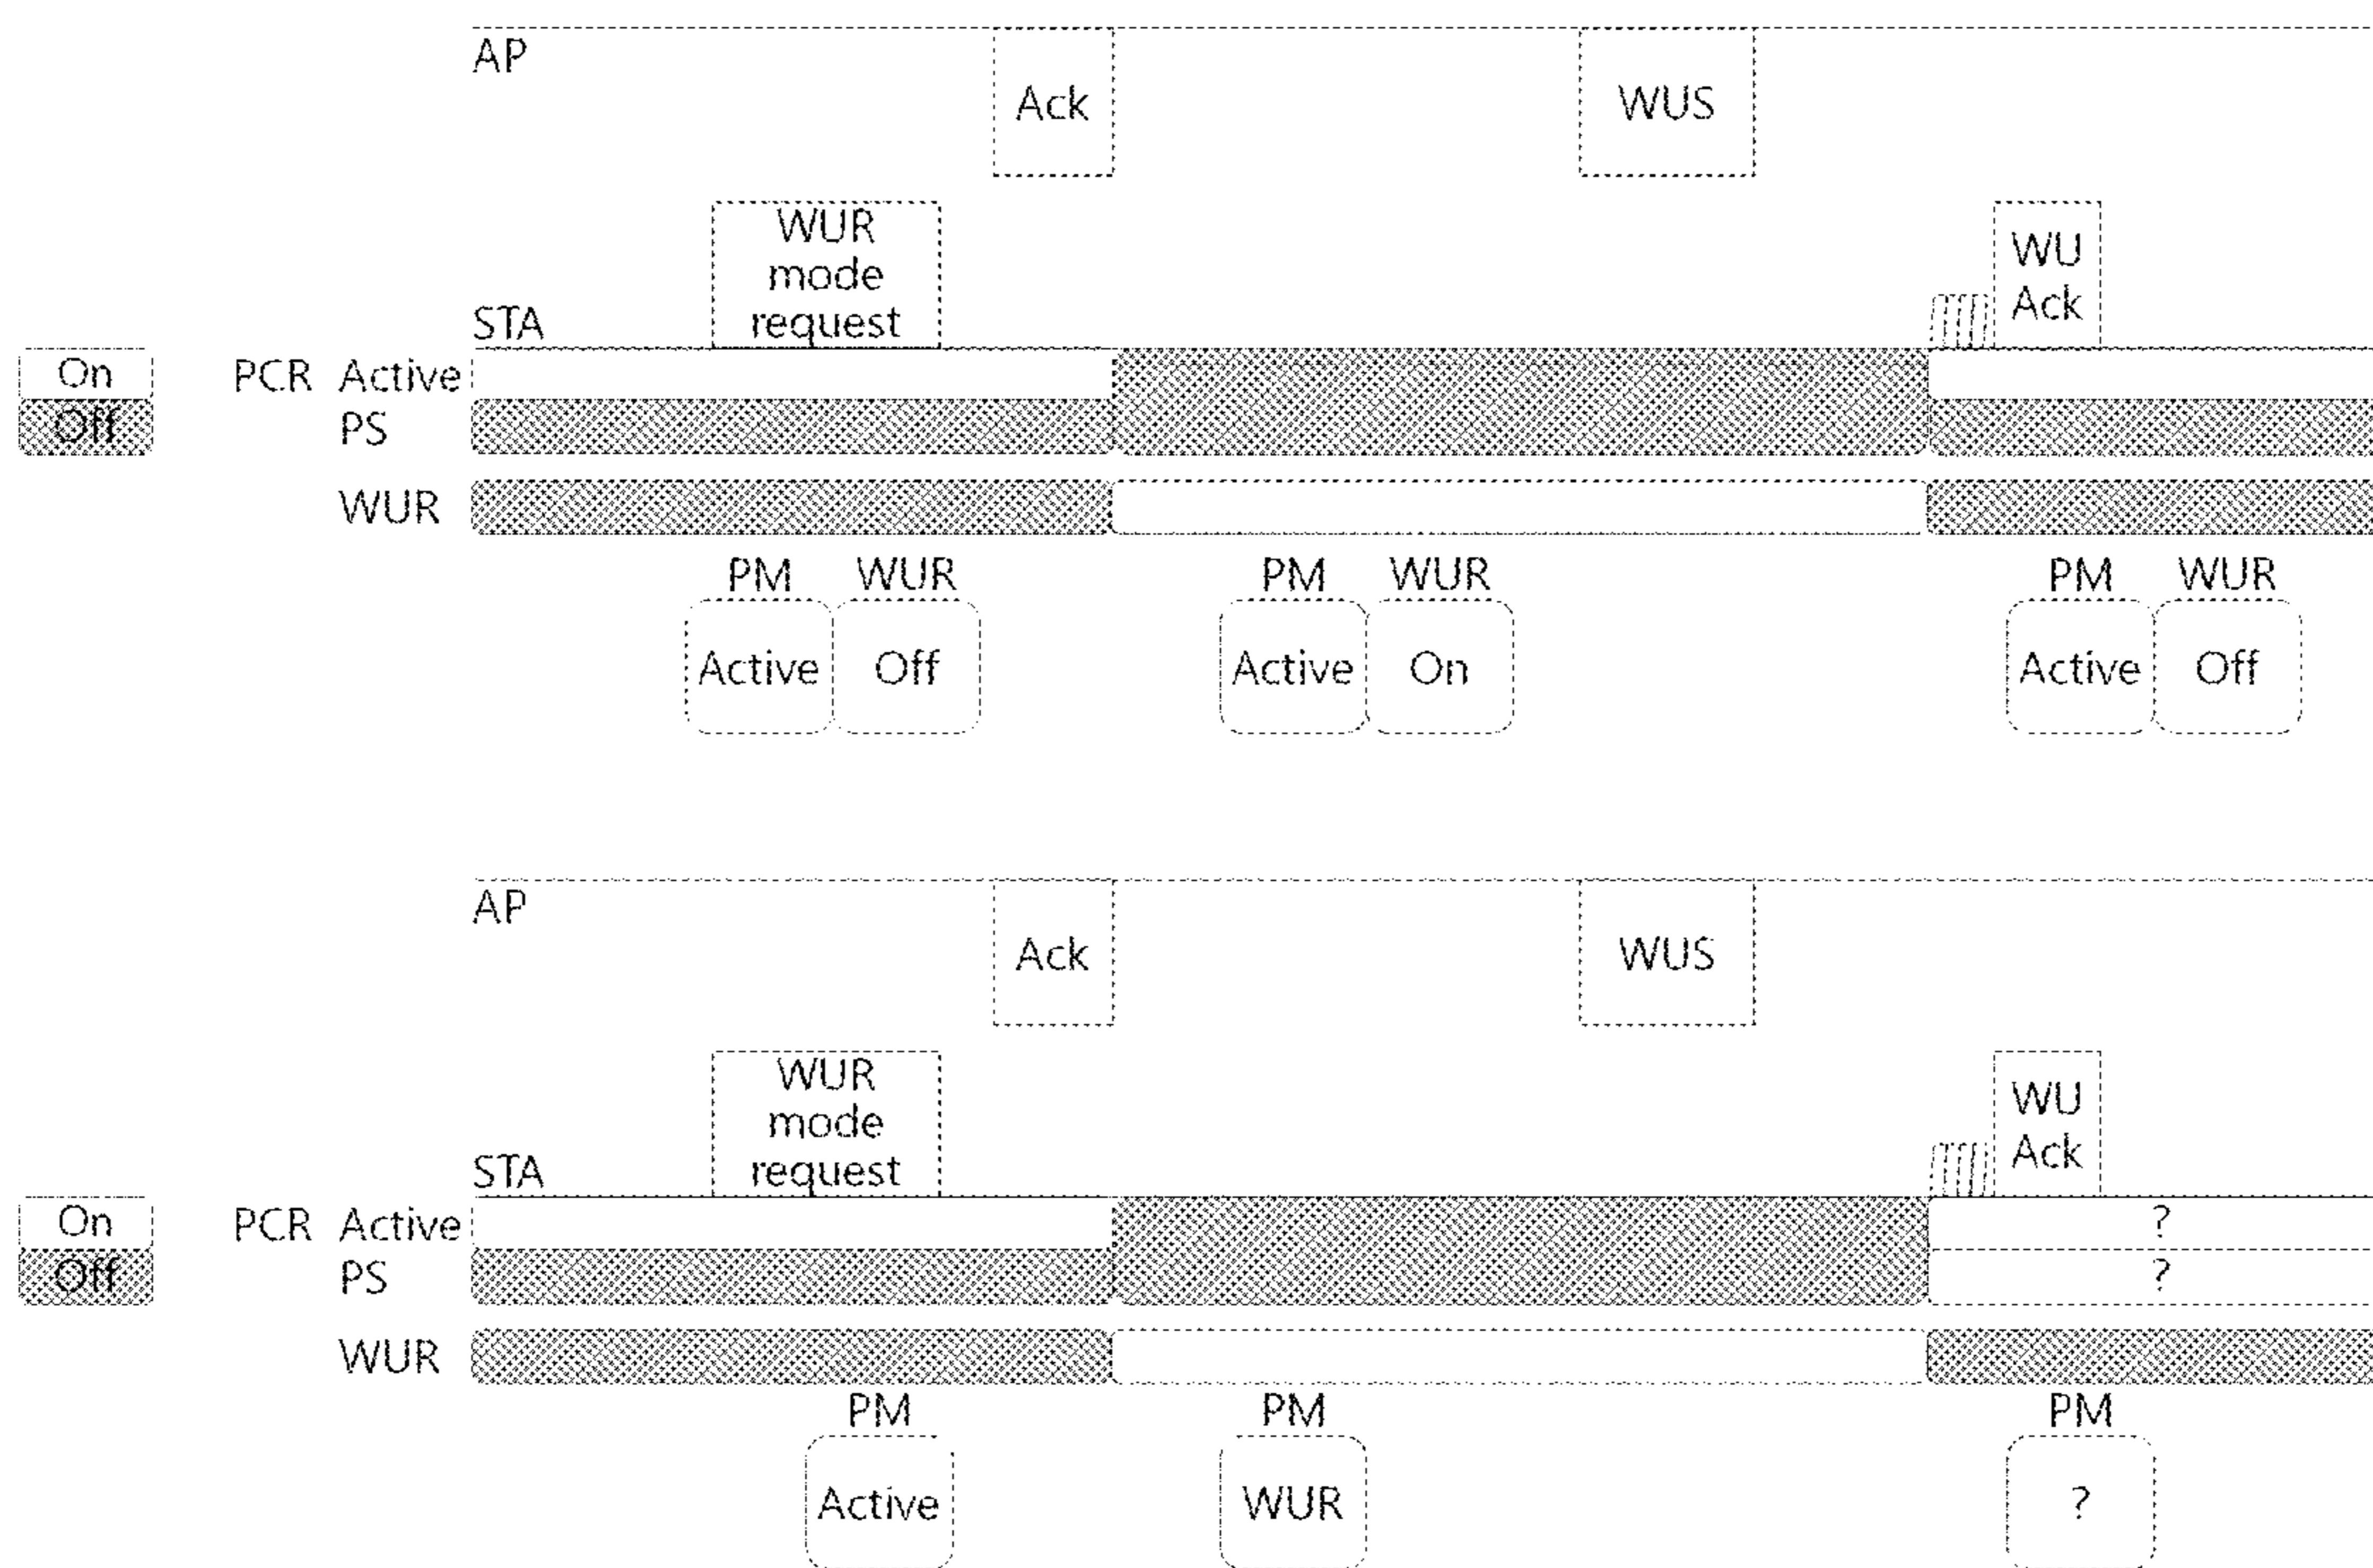 AP
Ack
WUS
WUR
mode
request
WU
Ack
STA
On
PCR Active
Off
PS
WUR
PM WUR
PM WUR
PM WUR
Active Off
Active On
Active Off
AP
Ack
WUS
WUR
mode
request
WU
Ack
STA
On
PCR Active
?
Off
PS
?
WUR
PM
PM
PM
Active
WUR
?